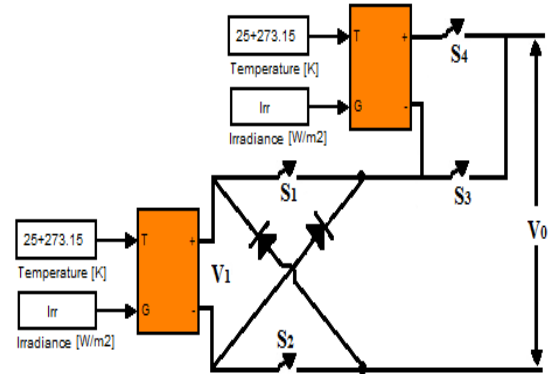 25+273.15
Temperature [K]
Irr
Irradiance [W/m2]
T
+
G
-
S4
S1
S3
V0
25+273.15
Temperature [K]
Irr
Irradiance [W/m2]
T
+
G
-
V1
S2